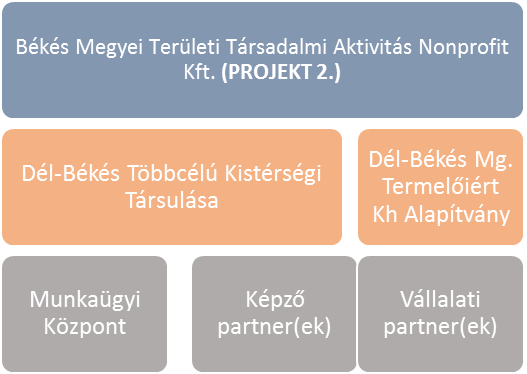 Békés Megyei Területi Társadalmi Aktivitás Nonprofit
Kft. (PROJEKT 2.)
Dél-Békés Többcélú Kistérségi
Társulása
Dél-Békés Mg.
Termelőiért
Kh Alapítvány
Munkaügyi
Központ
Képző
partner(ek)
Vállalati
partner(ek)